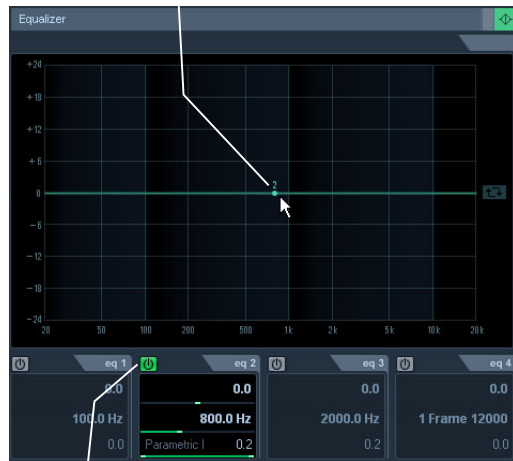 Equalizer
+24
+18
+12
+6
2
0
-6
-12
-18
-24
20 50 100 200 500 1k 2k 5k 10k 20k
eq 1 eq 2 eq 3 eq 4
0.0 0.0 0.0 0.0
100.0 Hz 800.0 Hz 2000.0 Hz 1 Frame 12000
0.0 Parametric I 0.2 0.2 0.0